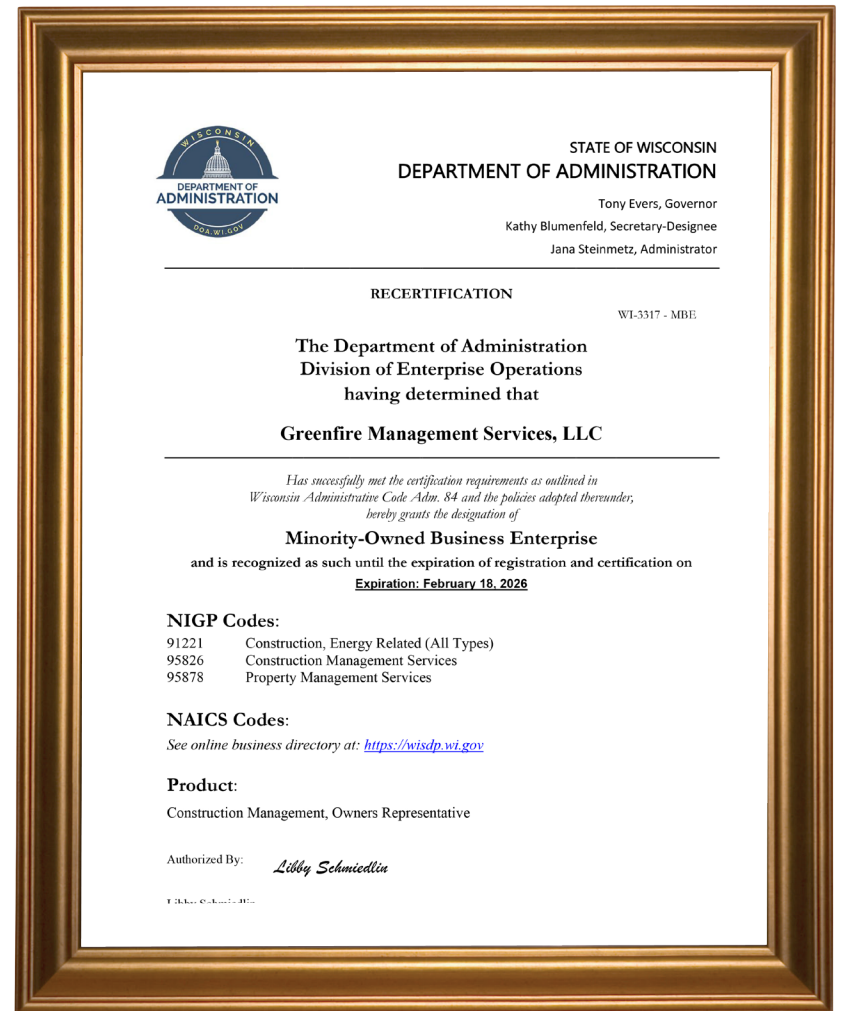 WISCONSIN
DEPARTMENT OF
ADMINISTRATION
DOA.WI.GOV
STATE OF WISCONSIN
DEPARTMENT OF ADMINISTRATION
Tony Evers, Governor
Kathy Blumenfeld, Secretary-Designee
Jana Steinmetz, Administrator
RECERTIFICATION
WI-3317 - MBE
The Department of Administration
Division of Enterprise Operations
having determined that
Greenfire Management Services, LLC
Has successfully met the certification requirements as outlined in
Wisconsin Administrative Code Adm. 84 and the policies adopted thereunder,
hereby grants the designation of
Minority-Owned Business Enterprise
and is recognized as such until the expiration of registration and certification on
Expiration: February 18, 2026
NIGP Codes:
91221 Construction, Energy Related (All Types)
95826 Construction Management Services
95878 Property Management Services
NAICS Codes:
See online business directory at: https://wisdp.wi.gov
Product:
Construction Management, Owners Representative
Authorized By: Libby Schmiedlin
Libby Schmiedlin